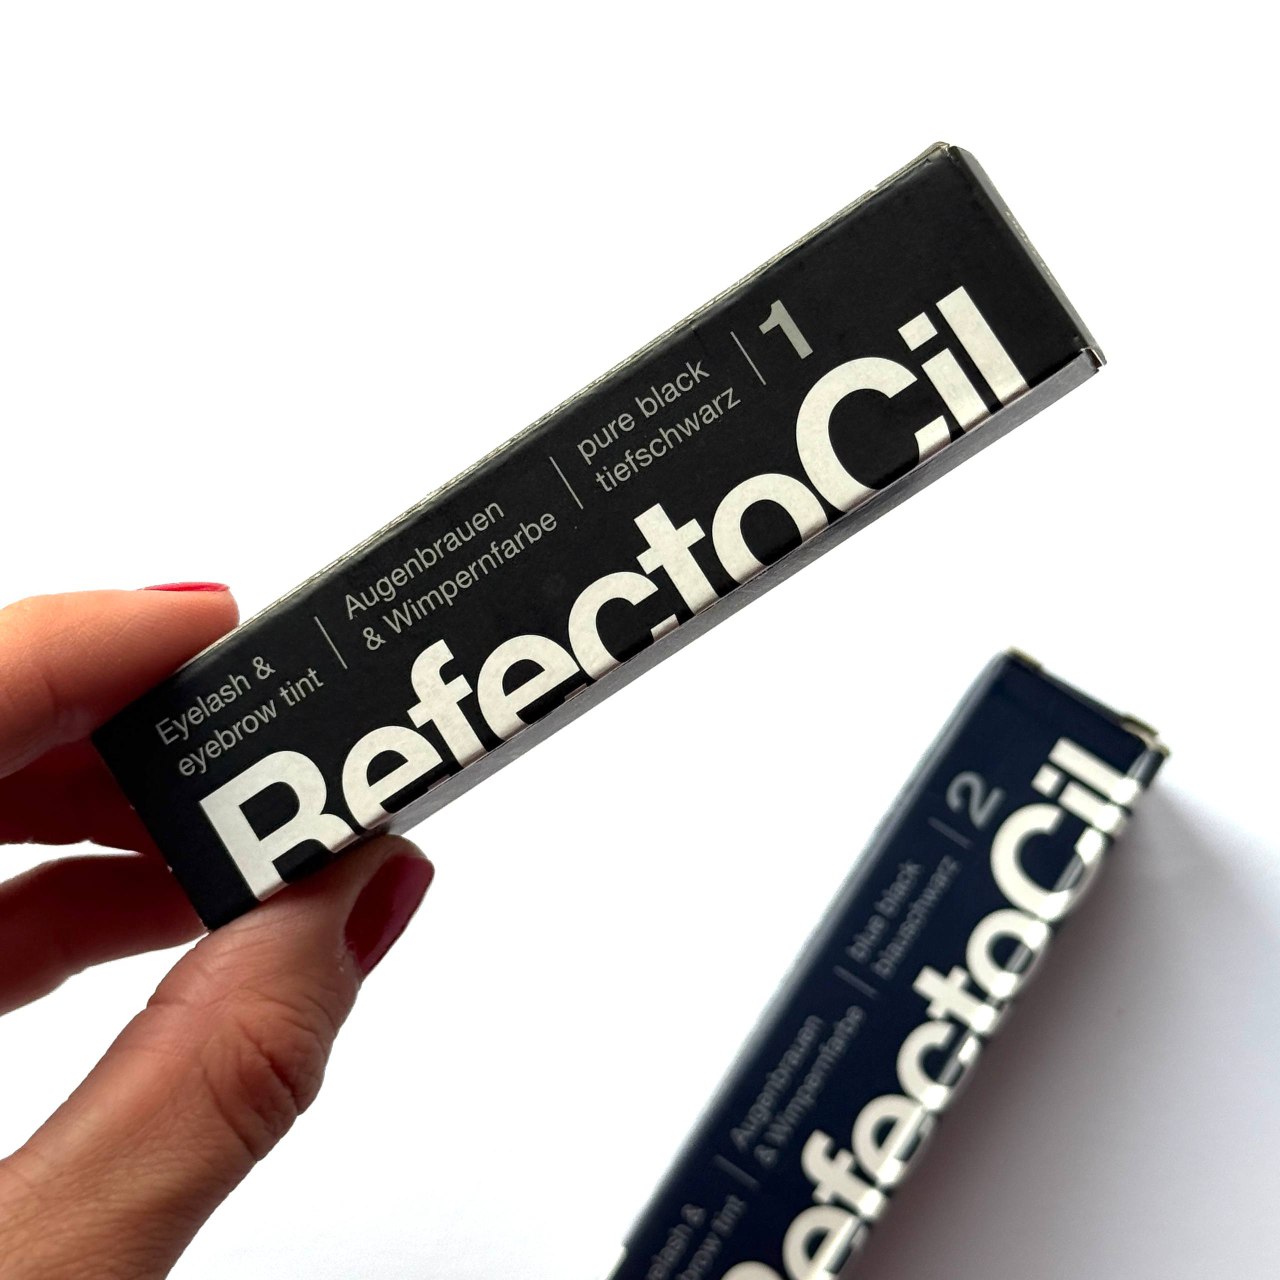 Eyelash &
eyebrow tint
Augenbrauen
& Wimpernfarbe
pure black
tiefschwarz
1
RefectoCil
eyelash &
eyebrow tint
Augenbrauen
& Wimpernfarbe
blue black
blauschwarz
2
RefectoCil